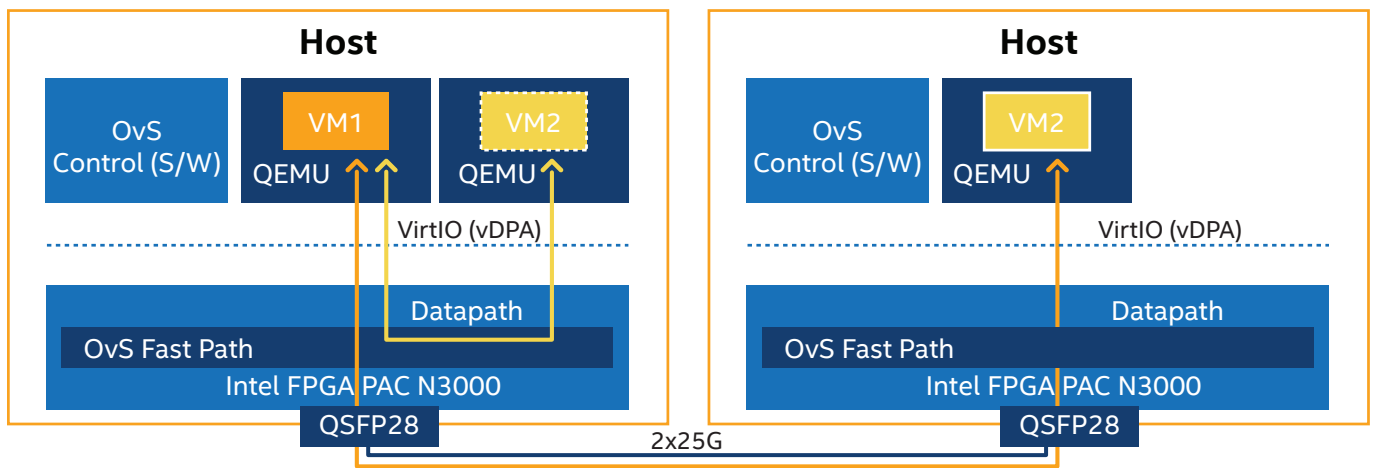 Host
OvS
Control (S/W)
VM1
QEMU
VM2
QEMU
VirtIO (vDPA)
Datapath
OvS Fast Path
Intel FPGA PAC N3000
QSFP28
2x25G
Host
OvS
Control (S/W)
VM2
QEMU
VirtIO (vDPA)
Datapath
OvS Fast Path
Intel FPGA PAC N3000
QSFP28